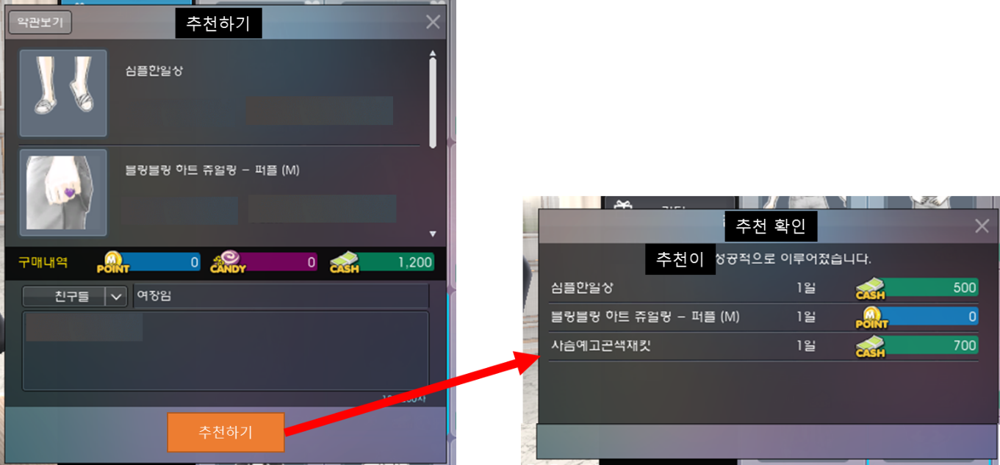 약관보기
추천하기
심플한일상
블링블링 하트 쥬얼링 - 퍼플 (M)
구매내역 POINT 0 CANDY 0 CASH 1,200
친구들 여장임
추천하기
추천 확인
추천이 성공적으로 이루어졌습니다.
심플한일상 1일 CASH 500
블링블링 하트 쥬얼링 - 퍼플 (M) 1일 POINT 0
사슴예고곤색재킷 1일 CASH 700